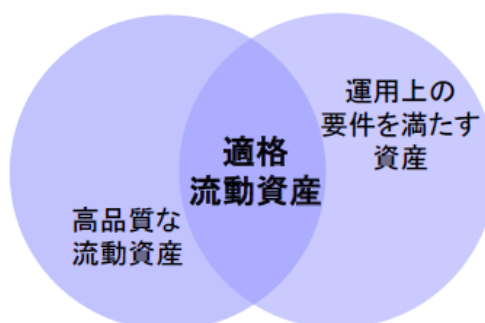 運用上の
要件を満たす
資産
適格
流動資産
高品質な
流動資産